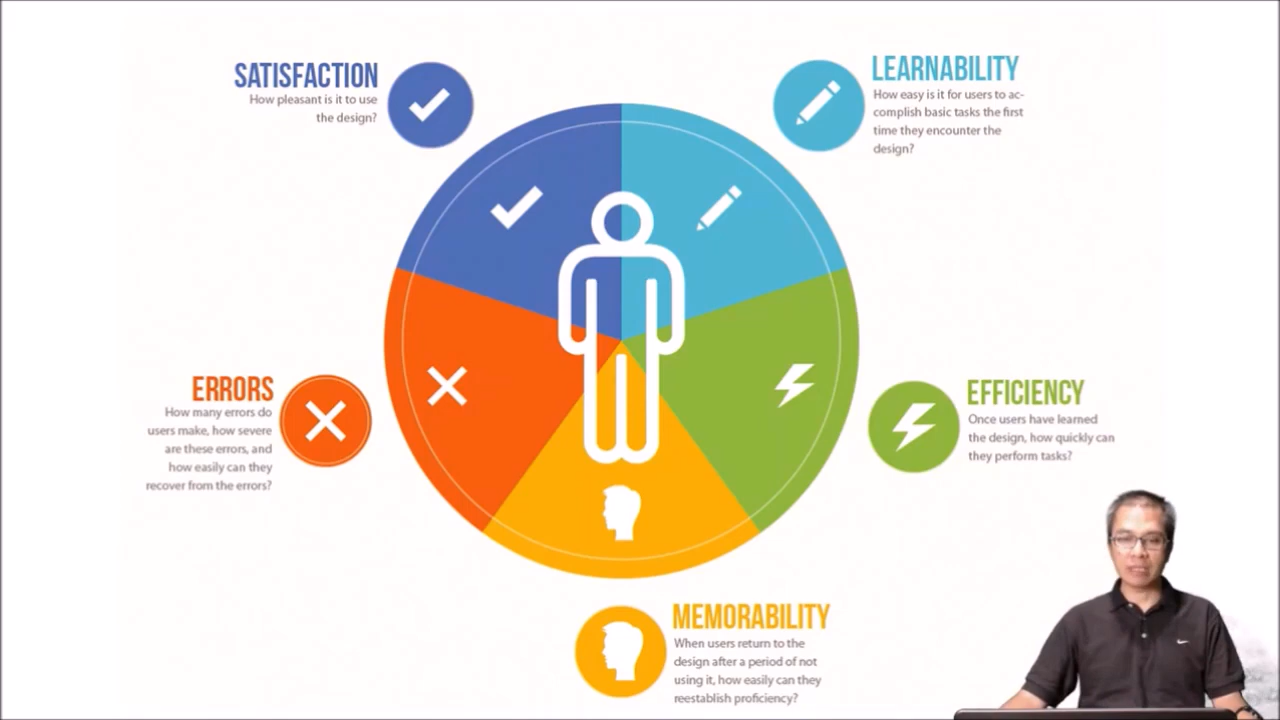 SATISFACTION
How pleasant is it to use
the design?
LEARNABILITY
How easy is it for users to ac-
complish basic tasks the first
time they encounter the
design?
ERRORS
How many errors do
users make, how severe
are these errors, and
how easily can they
recover from the errors?
EFFICIENCY
Once users have learned
the design, how quickly can
they perform tasks?
MEMORABILITY
When users return to the
design after a period of not
using it, how easily can they
reestablish proficiency?